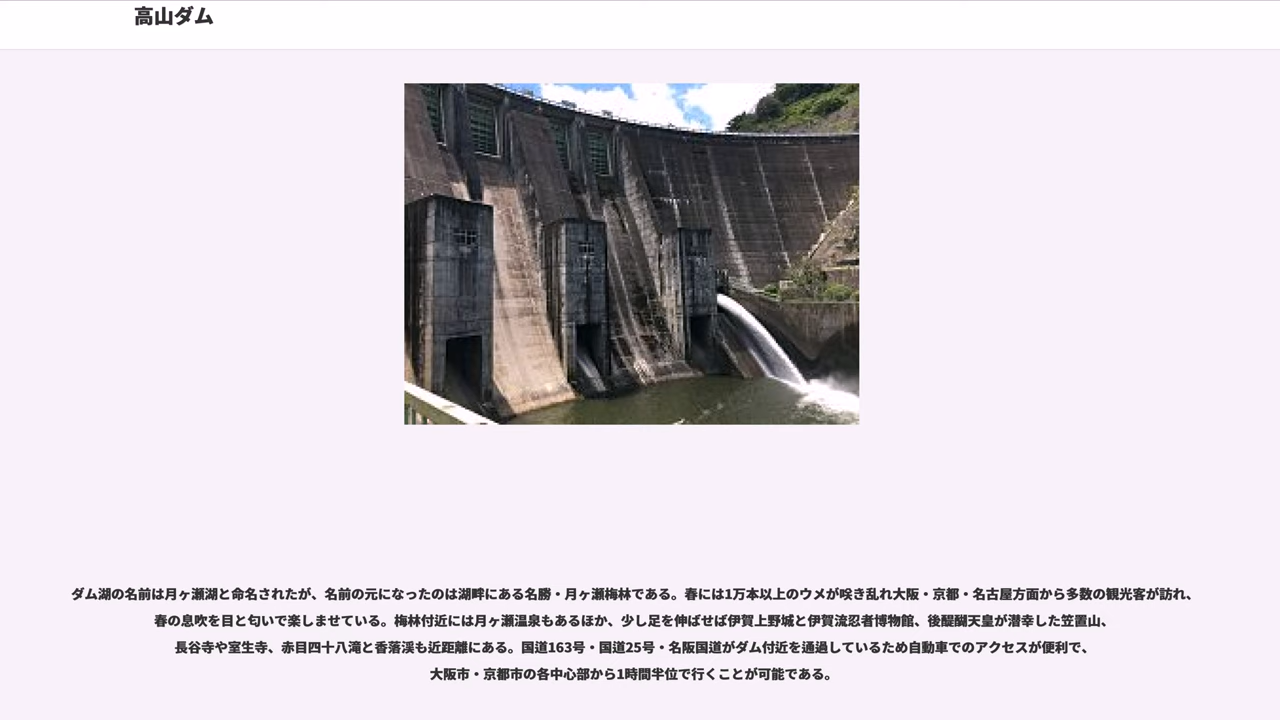 高山ダム
ダム湖の名前は月ヶ瀬湖と命名されたが、名前の元になったのは湖畔にある名勝・月ヶ瀬梅林である。春には1万本以上のウメが咲き乱れ大阪・京都・名古屋方面から多数の観光客が訪れ、
春の息吹を目と匂いで楽しませている。梅林付近には月ヶ瀬温泉もあるほか、少し足を伸ばせば伊賀上野城と伊賀流忍者博物館、後醍醐天皇が潜幸した笠置山、
長谷寺や室生寺、赤目四十八滝と香落渓も近距離にある。国道163号・国道25号・名阪国道がダム付近を通過しているため自動車でのアクセスが便利で、
大阪市・京都市の各中心部から1時間半位で行くことが可能である。